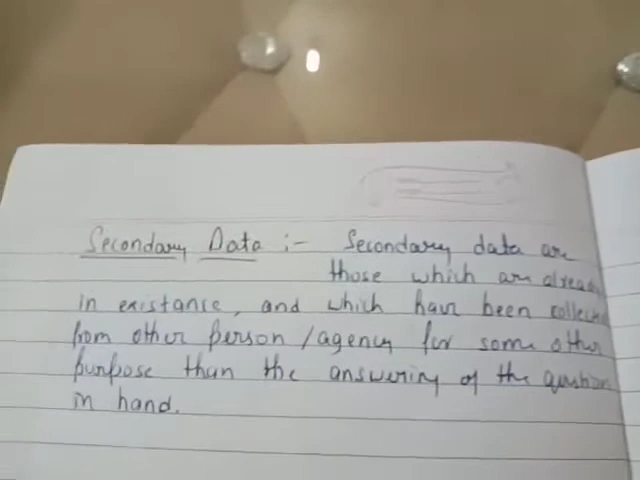 Secondary Data :- Secondary data are
those which are already
in existance, and which have been collected
from other person /agency for some other
purpose than the answering of the question
in hand.